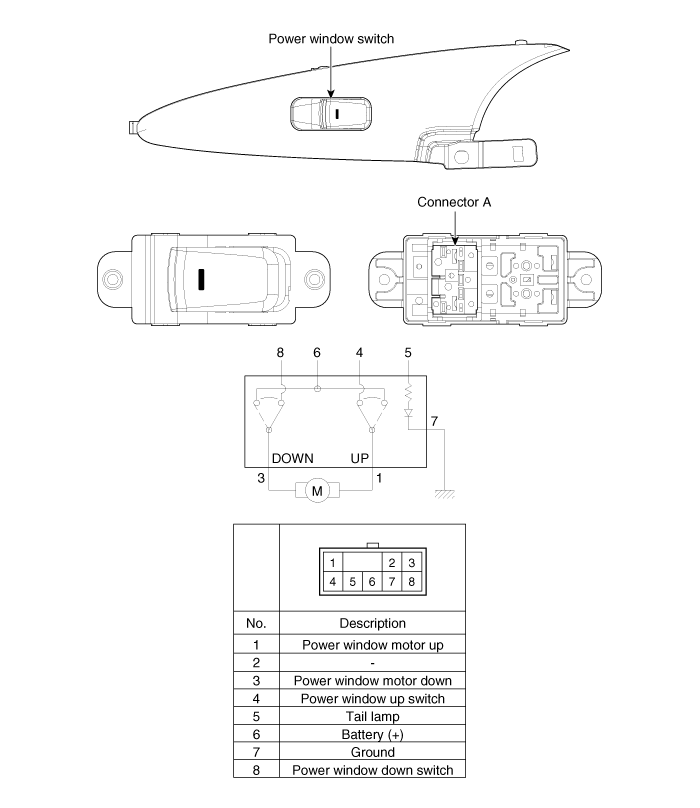 Power window switch
Connector A
8 6 4 5
7
DOWN UP
3 1
M
1 2 3
4 5 6 7 8
No. Description
1 Power window motor up
2 -
3 Power window motor down
4 Power window up switch
5 Tail lamp
6 Battery (+)
7 Ground
8 Power window down switch